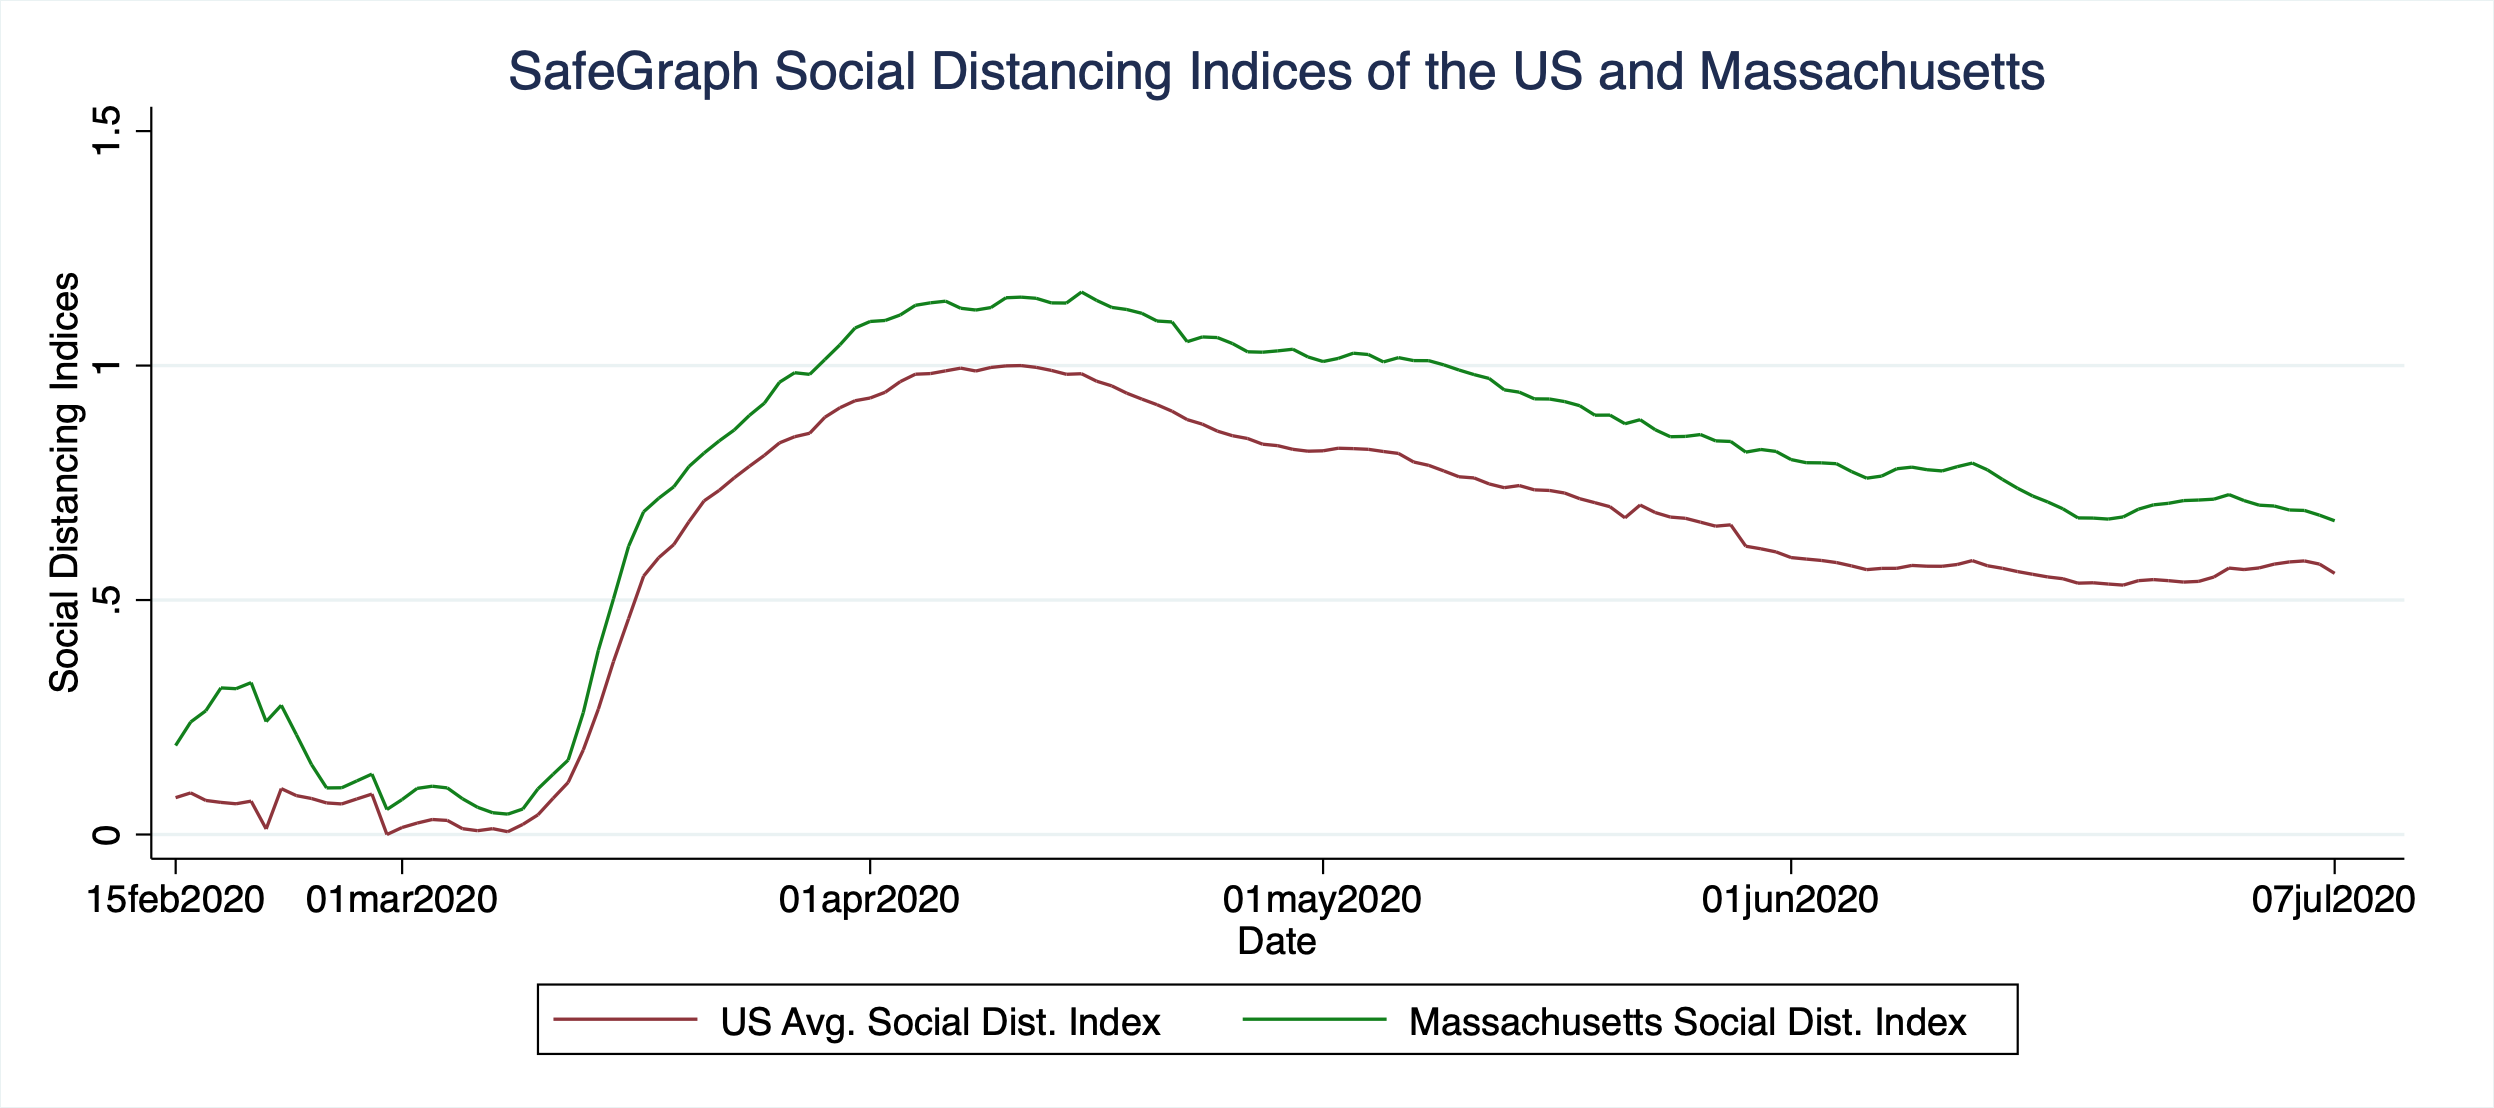 SafeGraph Social Distancing Indices of the US and Massachusetts
Social Distancing Indices
1.5
1
.5
0
15feb2020 01mar2020 01apr2020 01may2020 01jun2020 07jul2020
Date
US Avg. Social Dist. Index Massachusetts Social Dist. Index